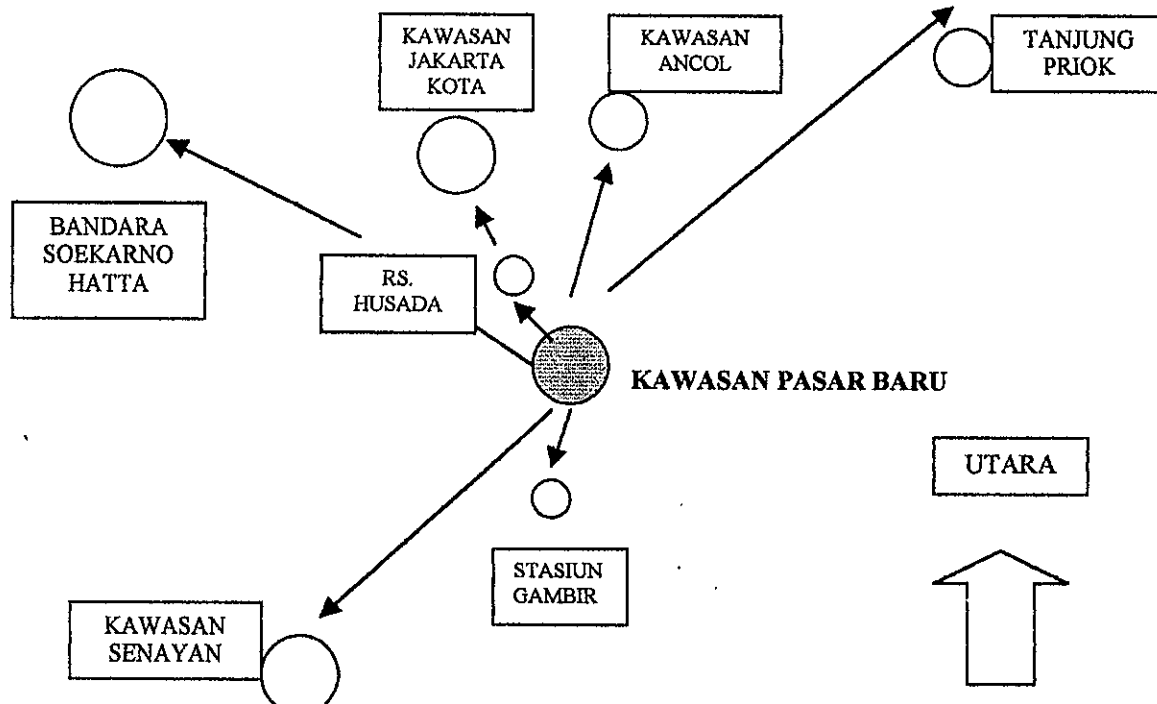 KAWASAN
JAKARTA
KOTA
KAWASAN
ANCOL
TANJUNG
PRIOK
BANDARA
SOEKARNO
HATTA
RS.
HUSADA
KAWASAN PASAR BARU
UTARA
STASIUN
GAMBIR
KAWASAN
SENAYAN